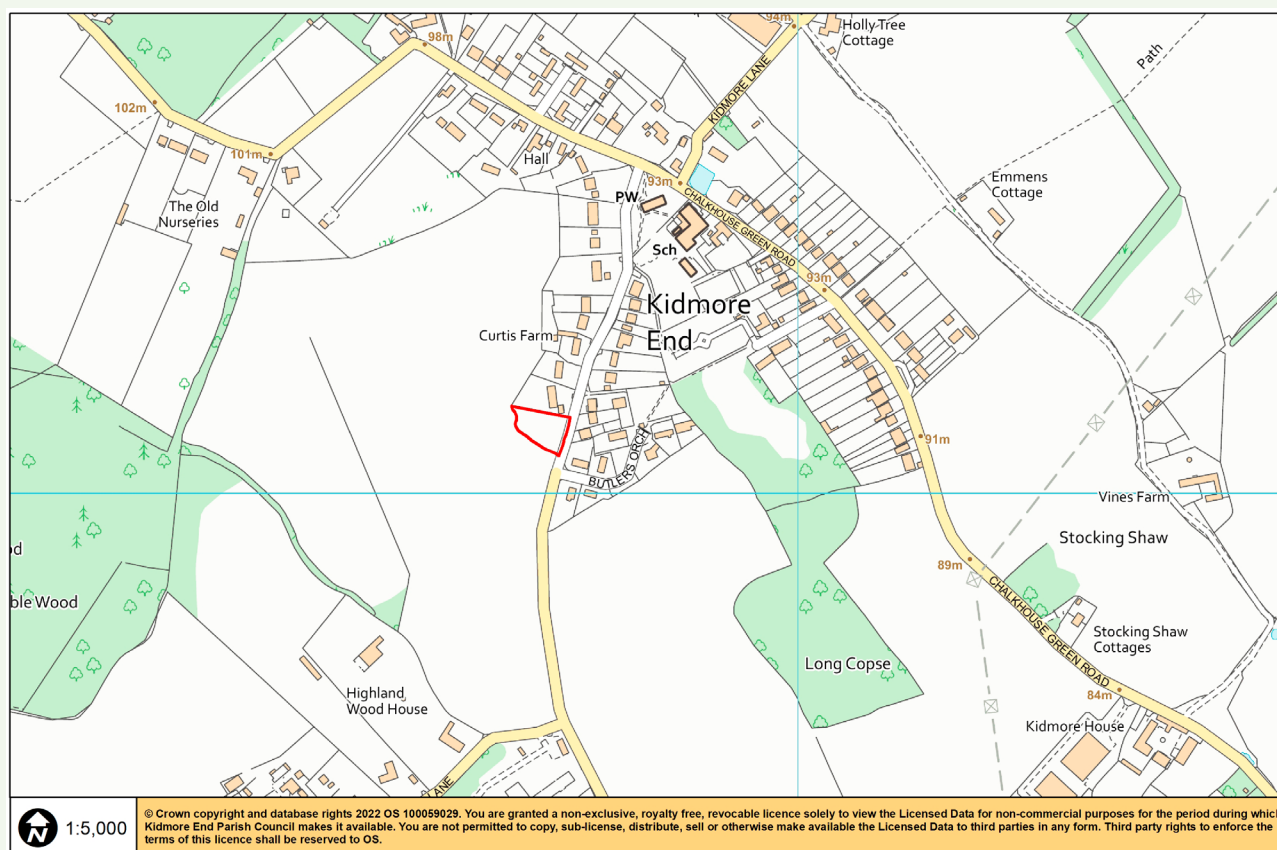 94m
Holly Tree
Cottage
98m
Path
KIDMORE LANE
102m
101m
Hall
93m
Emmens
Cottage
PW
CHALKHOUSE GREEN ROAD
The Old
Nurseries
Sch
93m
Kidmore
End
Curtis Farm
91m
BUTLERS ORCH
Vines Farm
Stocking Shaw
89m
CHALKHOUSE GREEN ROAD
ble Wood
Stocking Shaw
Cottages
Long Copse
84m
Highland
Wood House
Kidmore House
LANE
N
1:5,000
© Crown copyright and database rights 2022 OS 100059029. You are granted a non-exclusive, royalty free, revocable licence solely to view the Licensed Data for non-commercial purposes for the period during whic
Kidmore End Parish Council makes it available. You are not permitted to copy, sub-license, distribute, sell or otherwise make available the Licensed Data to third parties in any form. Third party rights to enforce the
terms of this licence shall be reserved to OS.